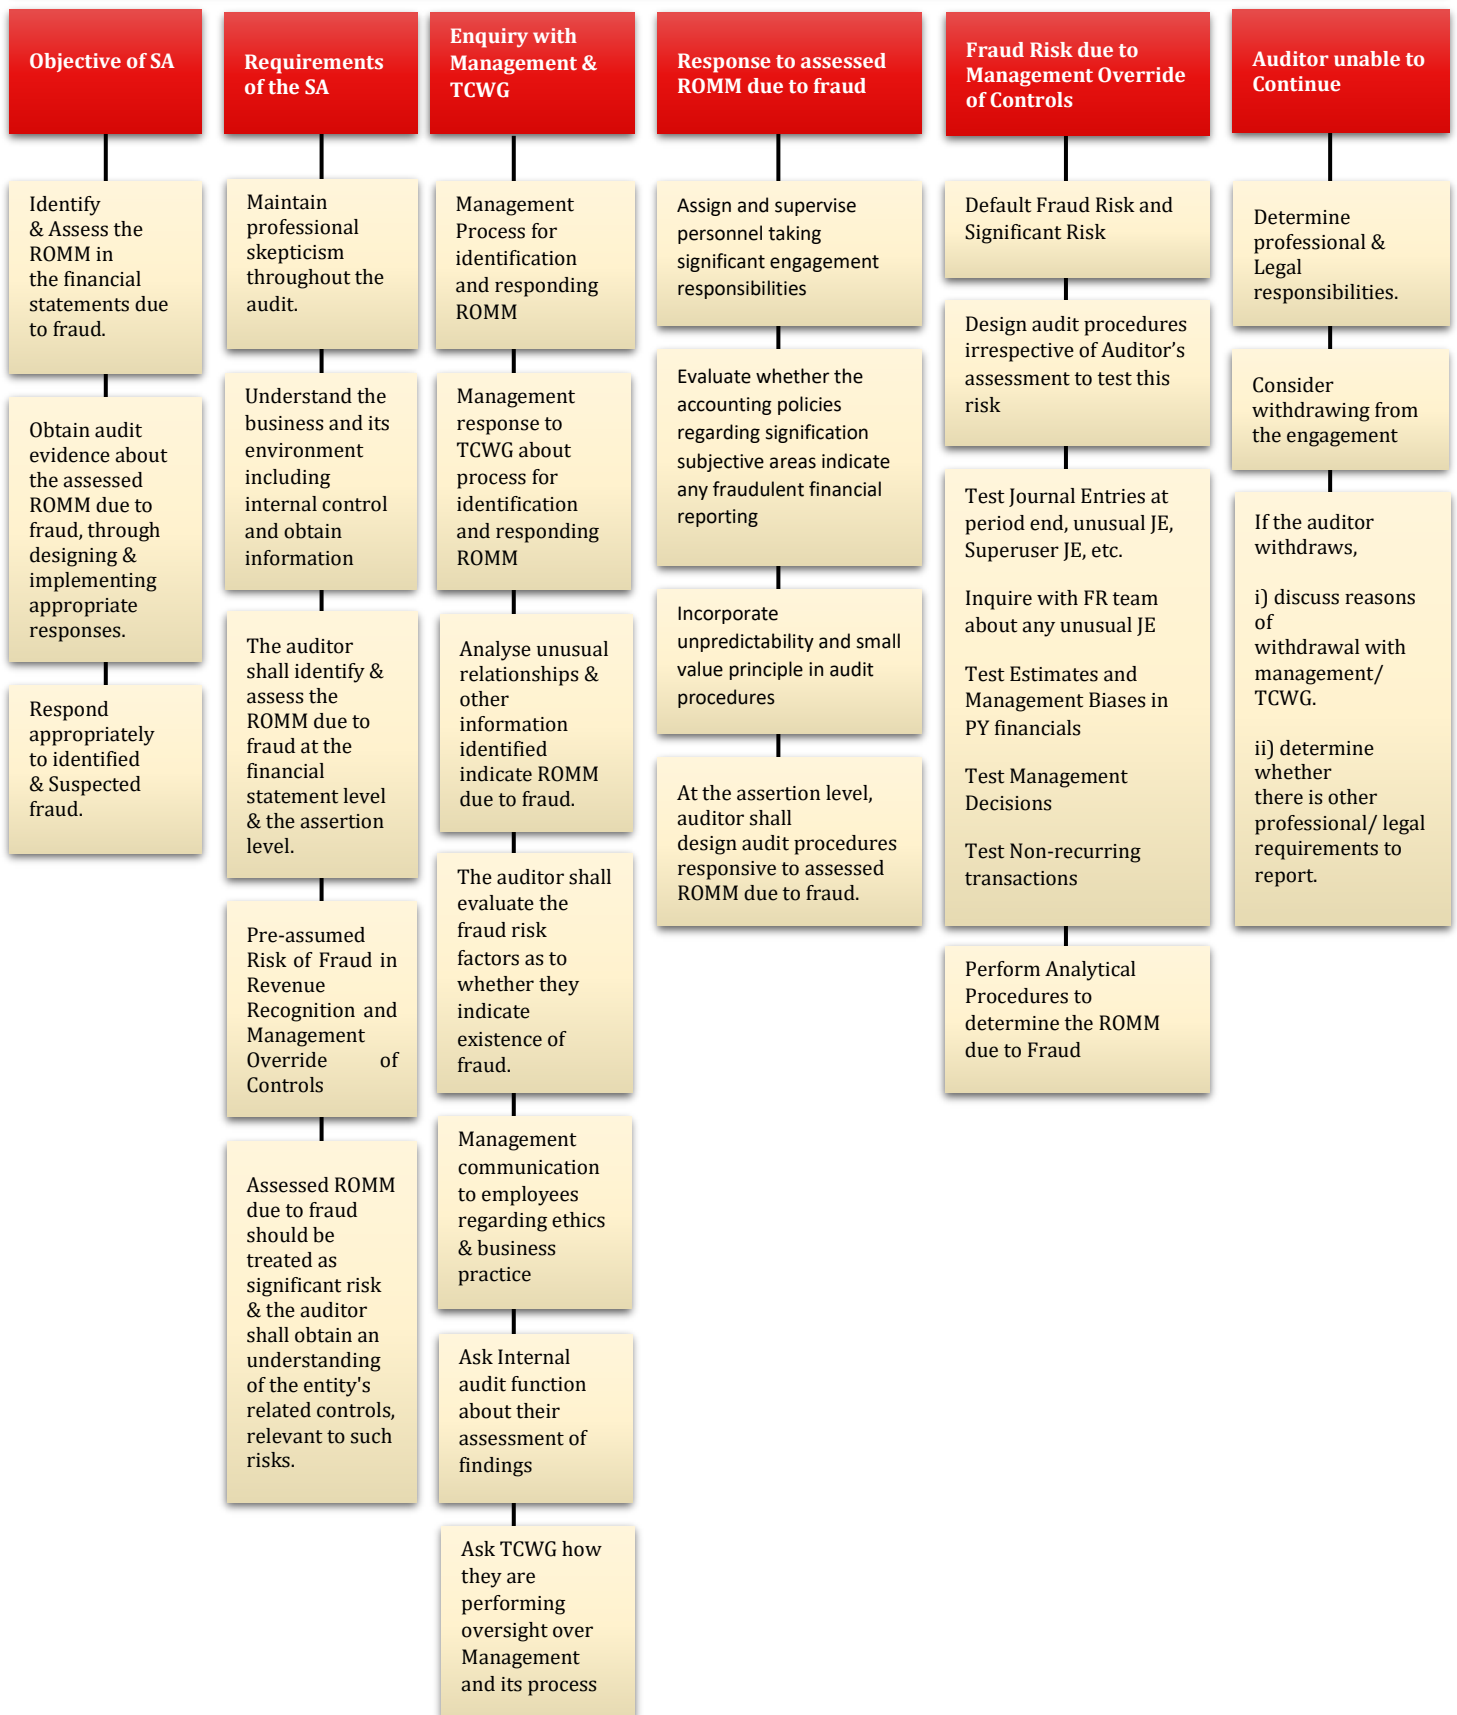 Objective of SA
Identify
& Assess the
ROMM in
the financial
statements due
to fraud.
Obtain audit
evidence about
the assessed
ROMM due to
fraud, through
designing &
implementing
appropriate
responses.
Respond
appropriately
to identified
& Suspected
fraud.
Requirements
of the SA
Maintain
professional
skepticism
throughout the
audit.
Understand the
business and its
environment
including
internal control
and obtain
information
The auditor
shall identify &
assess the
ROMM due to
fraud at the
financial
statement level
& the assertion
level.
Pre-assumed
Risk of Fraud in
Revenue
Recognition and
Management
Override of
Controls
Assessed ROMM
due to fraud
should be
treated as
significant risk
& the auditor
shall obtain an
understanding
of the entity's
related controls,
relevant to such
risks.
Enquiry with
Management &
TCWG
Management
Process for
identification
and responding
ROMM
Management
response to
TCWG about
process for
identification
and responding
ROMM
Analyse unusual
relationships &
other
information
identified
indicate ROMM
due to fraud.
The auditor shall
evaluate the
fraud risk
factors as to
whether they
indicate
existence of
fraud.
Management
communication
to employees
regarding ethics
& business
practice
Ask Internal
audit function
about their
assessment of
findings
Ask TCWG how
they are
performing
oversight over
Management
and its process
Response to assessed
ROMM due to fraud
Assign and supervise
personnel taking
significant engagement
responsibilities
Evaluate whether the
accounting policies
regarding signification
subjective areas indicate
any fraudulent financial
reporting
Incorporate
unpredictability and small
value principle in audit
procedures
At the assertion level,
auditor shall
design audit procedures
responsive to assessed
ROMM due to fraud.
Fraud Risk due to
Management Override
of Controls
Default Fraud Risk and
Significant Risk
Design audit procedures
irrespective of Auditor’s
assessment to test this
risk
Test Journal Entries at
period end, unusual JE,
Superuser JE, etc.
Inquire with FR team
about any unusual JE
Test Estimates and
Management Biases in
PY financials
Test Management
Decisions
Test Non-recurring
transactions
Perform Analytical
Procedures to
determine the ROMM
due to Fraud
Auditor unable to
Continue
Determine
professional &
Legal
responsibilities.
Consider
withdrawing from
the engagement
If the auditor
withdraws,
i) discuss reasons
of
withdrawal with
management/
TCWG.
ii) determine
whether
there is other
professional/ legal
requirements to
report.